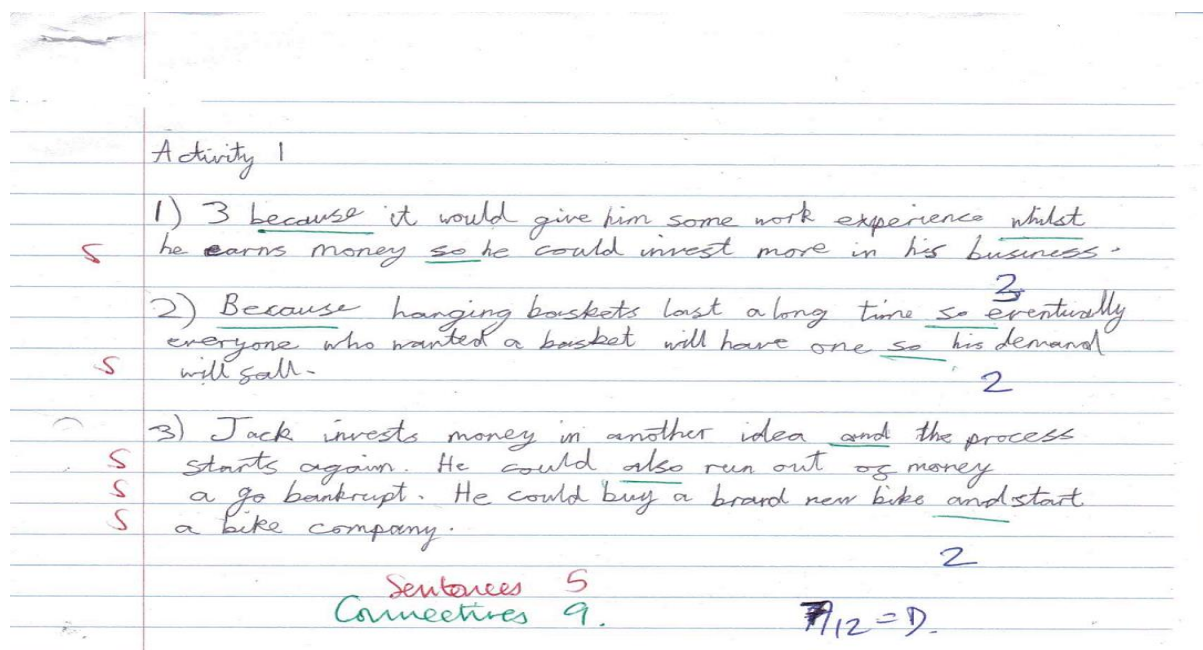 Activity 1
1) 3 because it would give him some work experience whilst
S he earns money so he could invest more in his business.
3
2) Because hanging baskets last a long time so eventually
everyone who wanted a basket will have one so his demand
S will fall.
2
3) Jack invests money in another idea and the process
S starts again. He could also run out of money
S a go bankrupt. He could buy a brand new bike and start
S a bike company.
2
Sentences 5
Connectives 9.
7/12 = D.